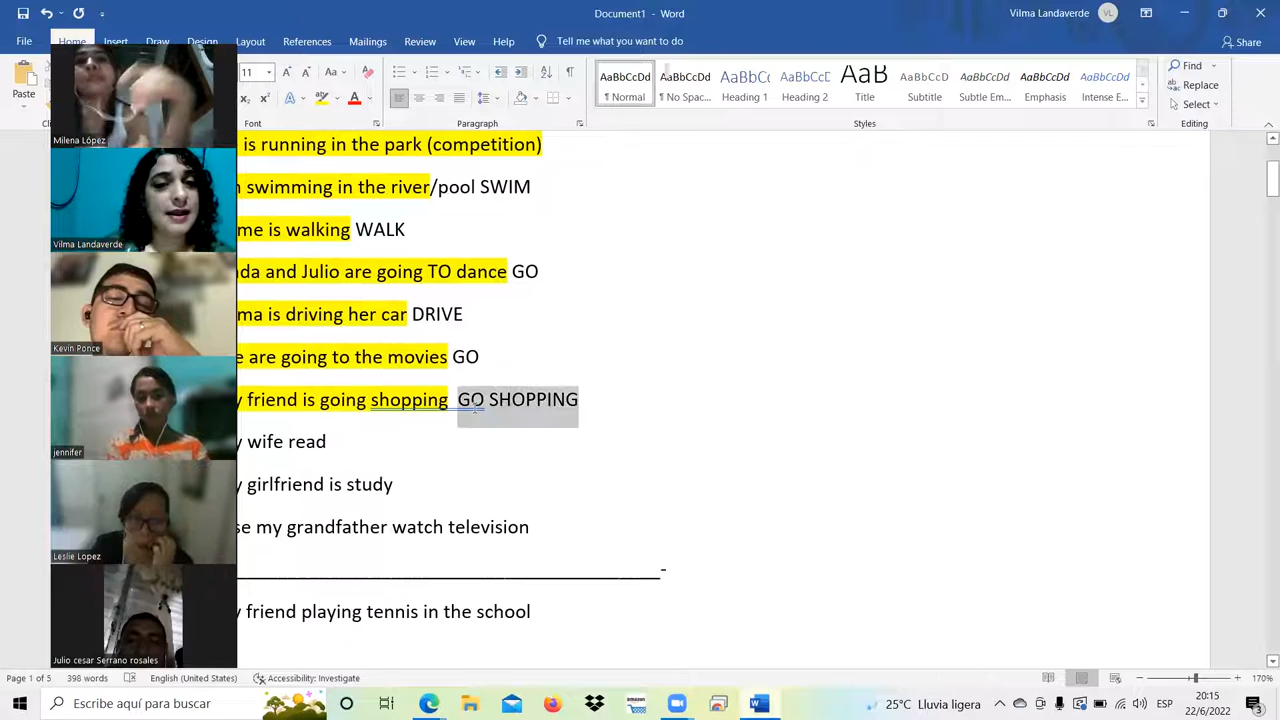 Document
Vilma Landaverde VL
Home
Design Layout References Mailings Review View Help Tell me what you want to do
Share
Paste
11 Aa
A A
AaBbCcDd AaBbCcDd AaBbCcI AaBbCcC AaB AaBbCcD AaBbCcDd AaBbCcDd AaBbCcDd
¶ Normal ¶ No Spac... Heading 1 Heading 2 Title Subtitle Subtle Em... Emphasis Intense E...
Find
Replace
Select
Font Paragraph Styles Editing
is running in the park (competition)
swimming in the river/pool SWIM
me is walking WALK
da and Julio are going TO dance GO
ma is driving her car DRIVE
e are going to the movies GO
y friend is going shopping GO SHOPPING
y wife read
y girlfriend is study
se my grandfather watch television
y friend playing tennis in the school
Milena López
Vilma Landaverde
Kevin Ponce
jennifer
Leslie Lopez
Julio cesar Serrano rosales
Page 1 of 5 398 words English (United States) Accessibility: Investigate 170%
Escribe aquí para buscar
amazon
25°C Lluvia ligera ESP
20:15
22/6/2022
3